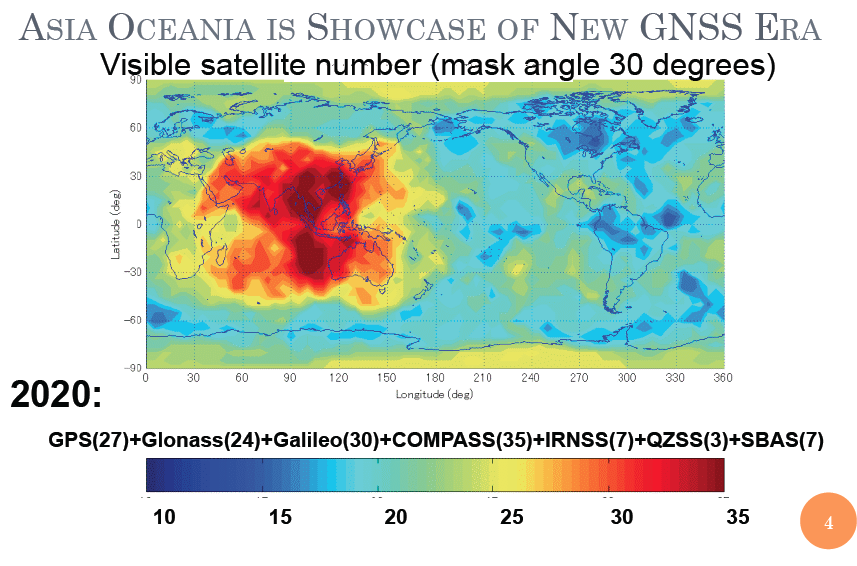 Asia Oceania is Showcase of New GNSS Era
Visible satellite number (mask angle 30 degrees)
90
60
30
0
−30
−60
−90
Latitude (deg)
0 30 60 90 120 150 180 210 240 270 300 330 360
Longitude (deg)
2020:
GPS(27)+Glonass(24)+Galileo(30)+COMPASS(35)+IRNSS(7)+QZSS(3)+SBAS(7)
10 15 20 25 30 35
4